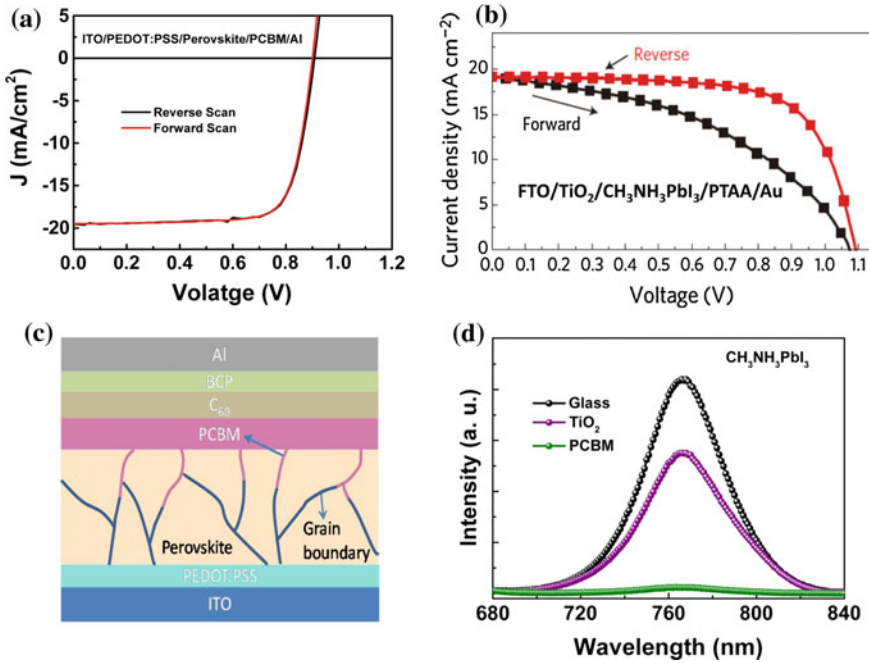 (a)
ITO/PEDOT:PSS/Perovskite/PCBM/Al
J (mA/cm²)
5
0
-5
-10
-15
-20
Reverse Scan
Forward Scan
0.0 0.2 0.4 0.6 0.8 1.0 1.2
Volatge (V)
(b)
Current density (mA cm⁻²)
25
20
15
10
5
0
Reverse
Forward
FTO/TiO₂/CH₃NH₃PbI₃/PTAA/Au
0.0 0.1 0.2 0.3 0.4 0.5 0.6 0.7 0.8 0.9 1.0 1.1
Voltage (V)
(c)
Al
BCP
C₆₀
PCBM
Perovskite
Grain
boundary
PEDOT:PSS
ITO
(d)
CH₃NH₃PbI₃
Intensity (a. u.)
Glass
TiO₂
PCBM
680 720 760 800 840
Wavelength (nm)